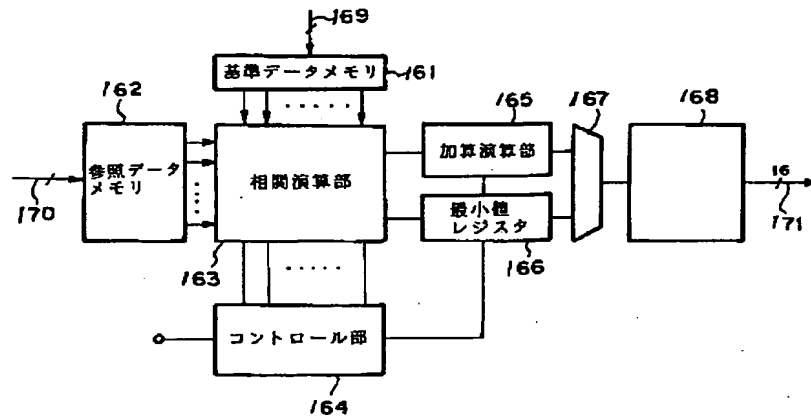 169
基準データメモリ
161
162
165
167
168
参照データ
メモリ
相関演算部
加算演算部
16
170
最小値
レジスタ
171
163
166
コントロール部
164